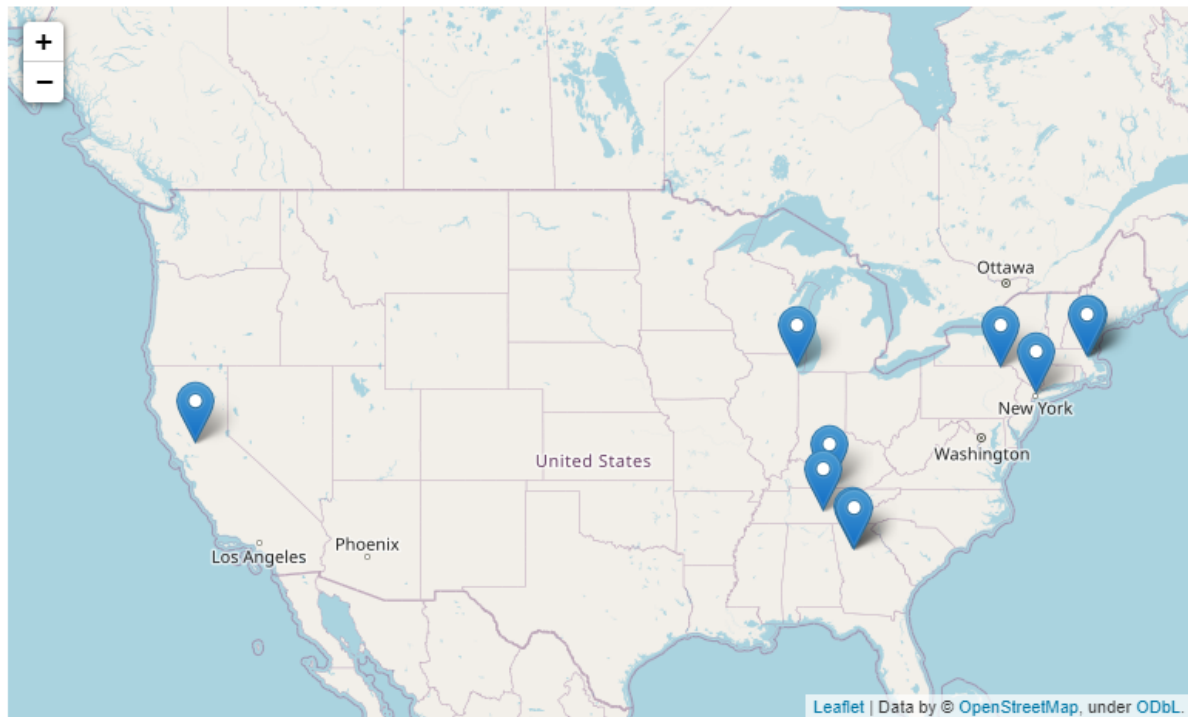 +
−
Ottawa
New York
Washington
United States
Phoenix
Los Angeles
Leaflet | Data by © OpenStreetMap, under ODbL.